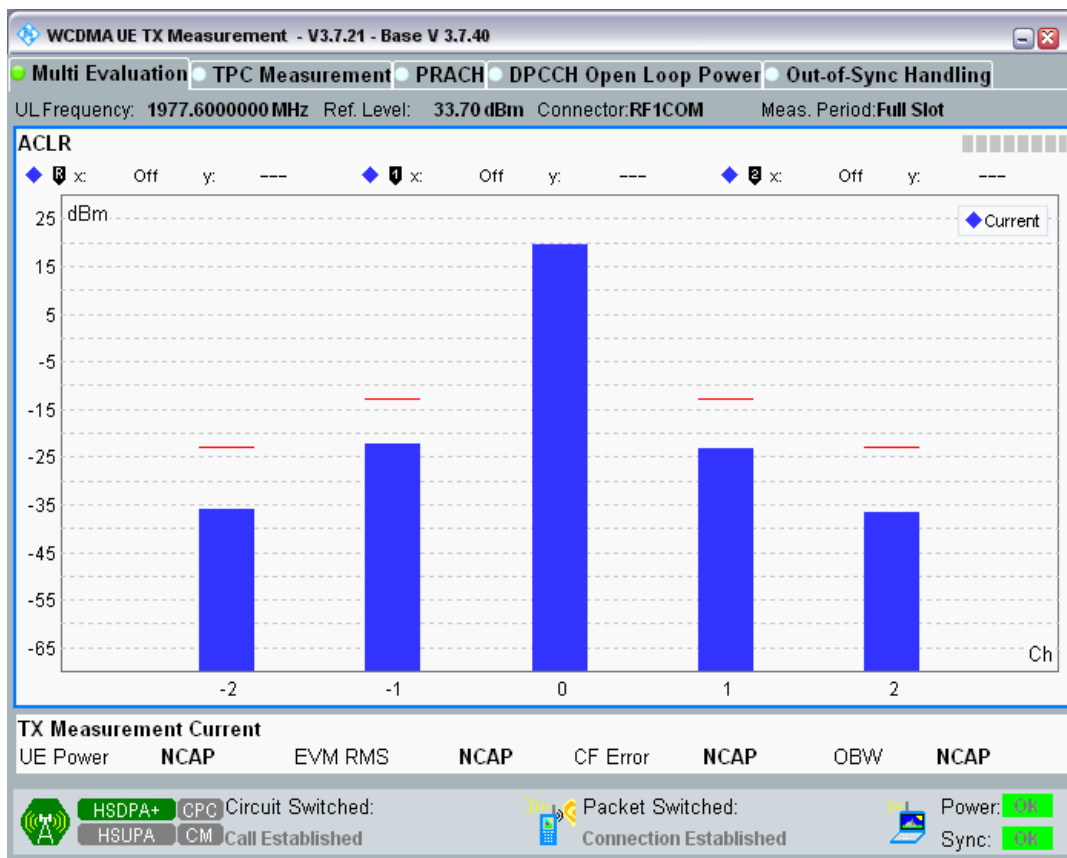 WCDMA UE TX Measurement - V3.7.21 - Base V 3.7.40
Multi Evaluation TPC Measurement PRACH DPCCH Open Loop Power Out-of-Sync Handling
UL Frequency: 1977.6000000 MHz Ref. Level: 33.70 dBm Connector:RF1COM Meas. Period:Full Slot
ACLR
R x: Off y: --- 1 x: Off y: --- 2 x: Off y: ---
dBm
Current
25
15
5
-5
-15
-25
-35
-45
-55
-65
Ch
-2 -1 0 1 2
TX Measurement Current
UE Power NCAP EVM RMS NCAP CF Error NCAP OBW NCAP
HSDPA+ CPC Circuit Switched: Packet Switched: Power: Ok
HSUPA CM Call Established Connection Established Sync: Ok